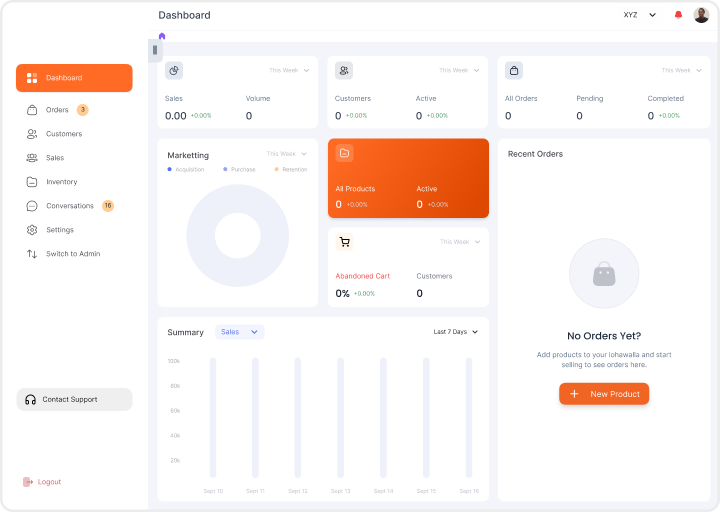 Dashboard
XYZ
Dashboard
Orders 3
Customers
Sales
Inventory
Conversations 16
Settings
Switch to Admin
Contact Support
Logout
This Week
Sales Volume
0.00 +0.00% 0
This Week
Customers Active
0 +0.00% 0 +0.00%
This Week
All Orders Pending Completed
0 0 0 +0.00%
Marketting This Week
Acquisition Purchase Retention
All Products Active
0 +0.00% 0 +0.00%
This Week
Abandoned Cart Customers
0% +0.00% 0
Summary Sales Last 7 Days
100k
80k
60k
40k
20k
Sept 10 Sept 11 Sept 12 Sept 13 Sept 14 Sept 15 Sept 16
Recent Orders
No Orders Yet?
Add products to your lohawalla and start
selling to see orders here.
New Product